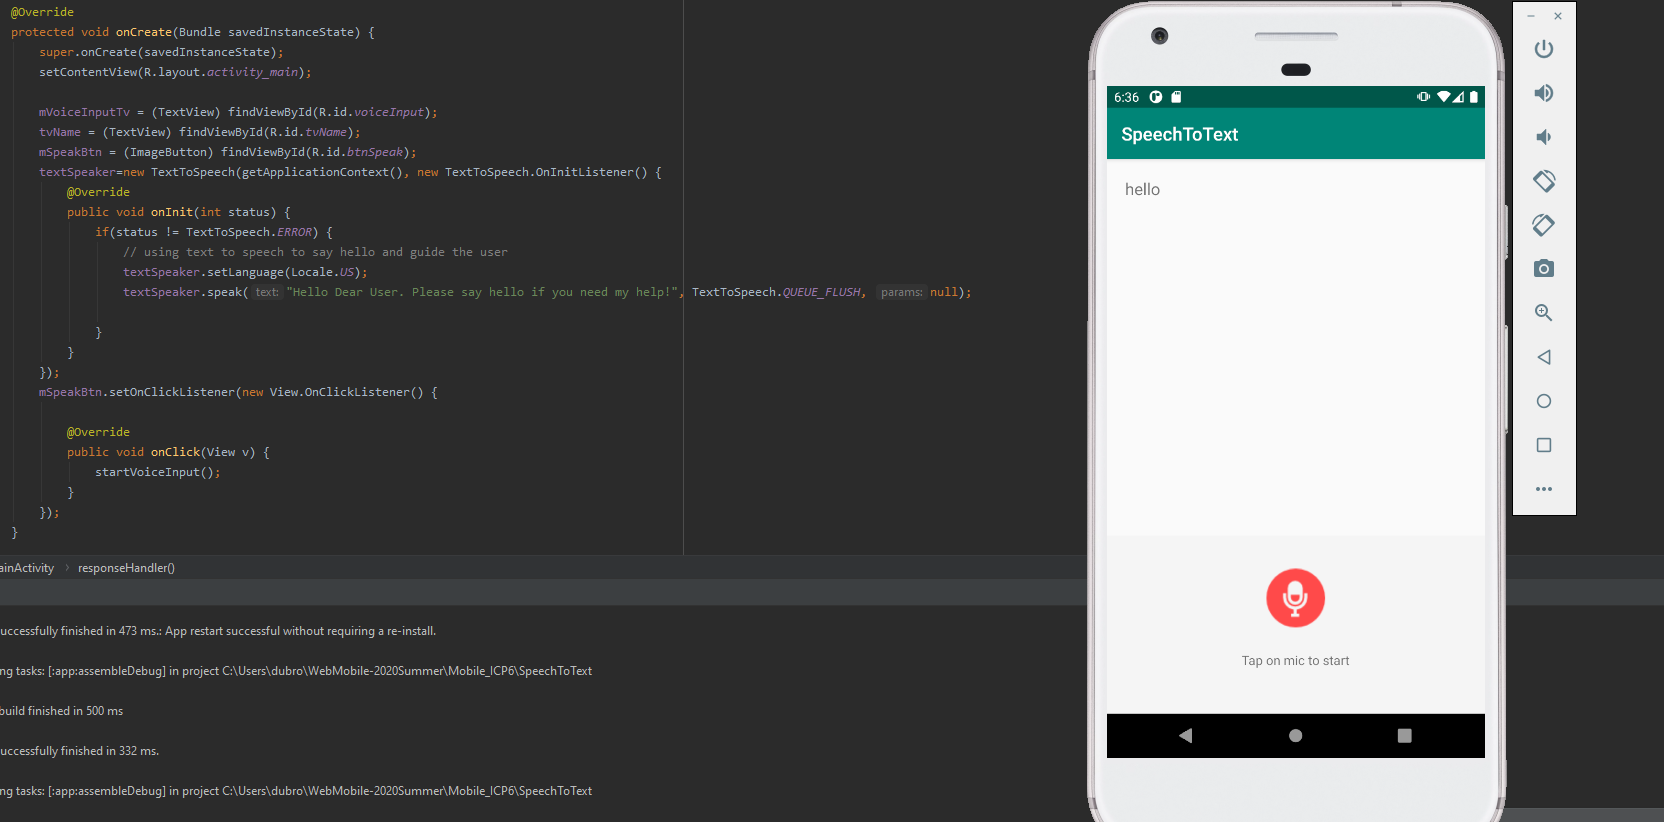 @Override
protected void onCreate(Bundle savedInstanceState) {
super.onCreate(savedInstanceState);
setContentView(R.layout.activity_main);
mVoiceInputTv = (TextView) findViewById(R.id.voiceInput);
tvName = (TextView) findViewById(R.id.tvName);
mSpeakBtn = (ImageButton) findViewById(R.id.btnSpeak);
textSpeaker=new TextToSpeech(getApplicationContext(), new TextToSpeech.OnInitListener() {
@Override
public void onInit(int status) {
if(status != TextToSpeech.ERROR) {
// using text to speech to say hello and guide the user
textSpeaker.setLanguage(Locale.US);
textSpeaker.speak( text: "Hello Dear User. Please say hello if you need my help!", TextToSpeech.QUEUE_FLUSH, params: null);
}
}
});
mSpeakBtn.setOnClickListener(new View.OnClickListener() {
@Override
public void onClick(View v) {
startVoiceInput();
}
});
}
ainActivity › responseHandler()
uccessfully finished in 473 ms.: App restart successful without requiring a re-install.
ng tasks: [:app:assembleDebug] in project C:\Users\dubro\WebMobile-2020Summer\Mobile_ICP6\SpeechToText
build finished in 500 ms
uccessfully finished in 332 ms.
ng tasks: [:app:assembleDebug] in project C:\Users\dubro\WebMobile-2020Summer\Mobile_ICP6\SpeechToText
6:36
SpeechToText
hello
Tap on mic to start